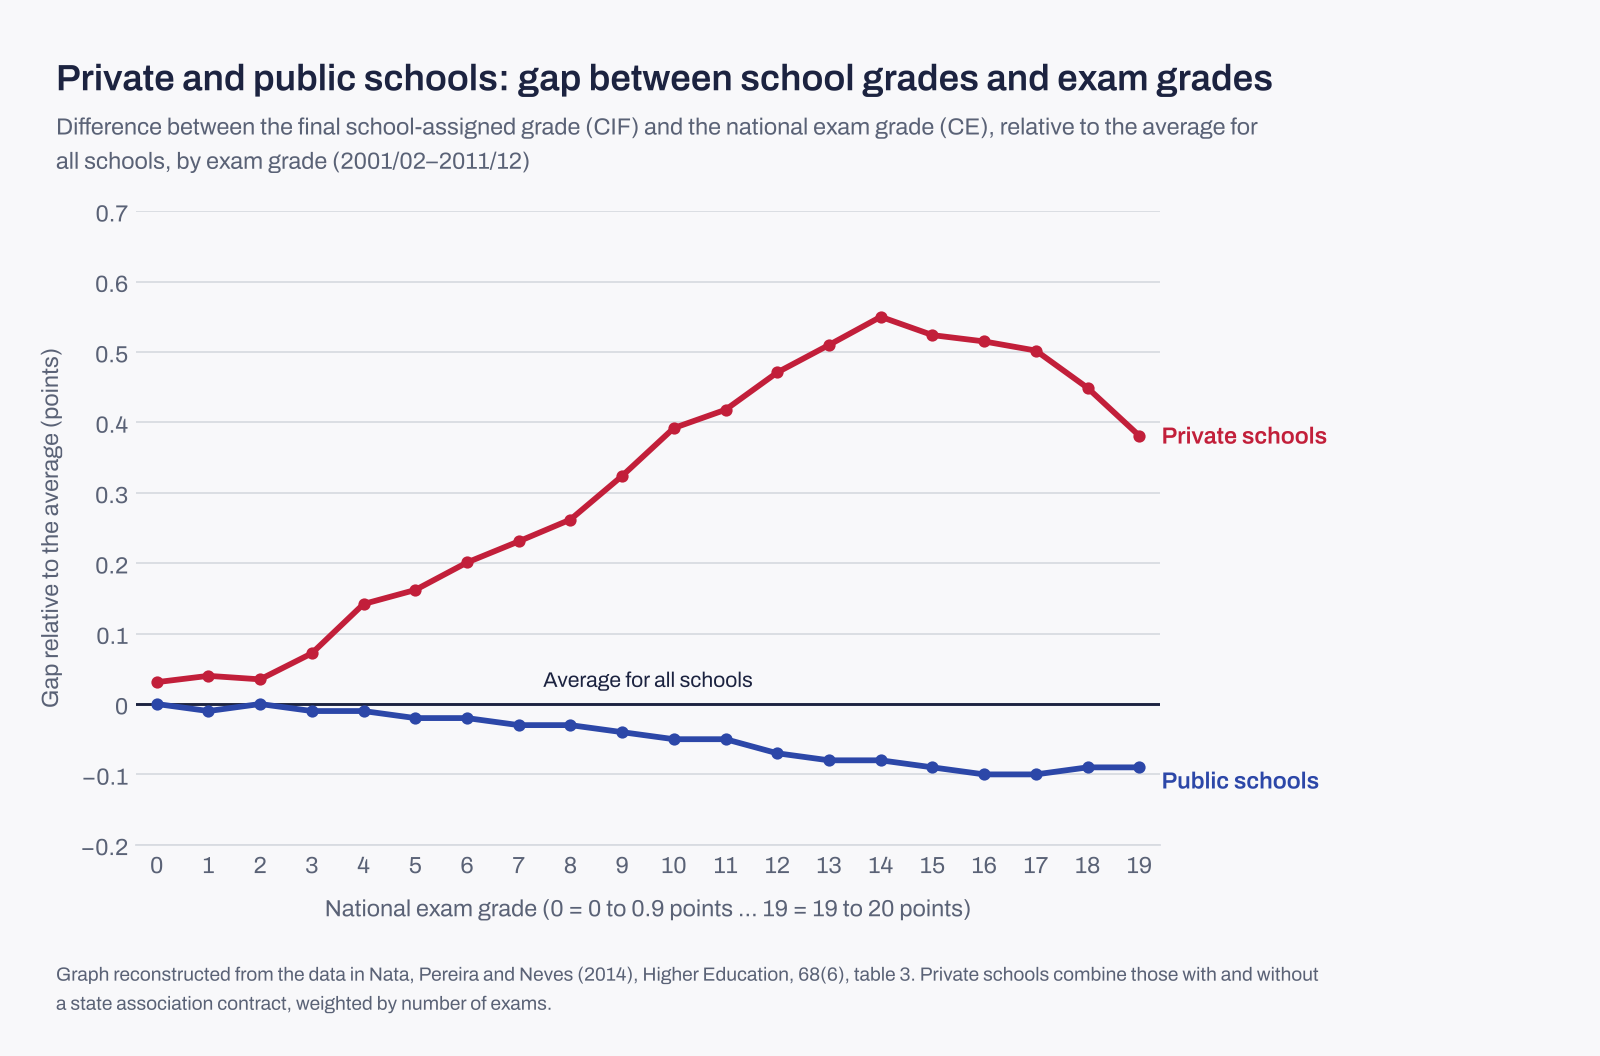 Private and public schools: gap between school grades and exam grades
Difference between the final school-assigned grade (CIF) and the national exam grade (CE), relative to the average for
all schools, by exam grade (2001/02–2011/12)
Gap relative to the average (points)
0.7
0.6
0.5
0.4
0.3
0.2
0.1
0
−0.1
−0.2
Average for all schools
Private schools
Public schools
0 1 2 3 4 5 6 7 8 9 10 11 12 13 14 15 16 17 18 19
National exam grade (0 = 0 to 0.9 points … 19 = 19 to 20 points)
Graph reconstructed from the data in Nata, Pereira and Neves (2014), Higher Education, 68(6), table 3. Private schools combine those with and without
a state association contract, weighted by number of exams.